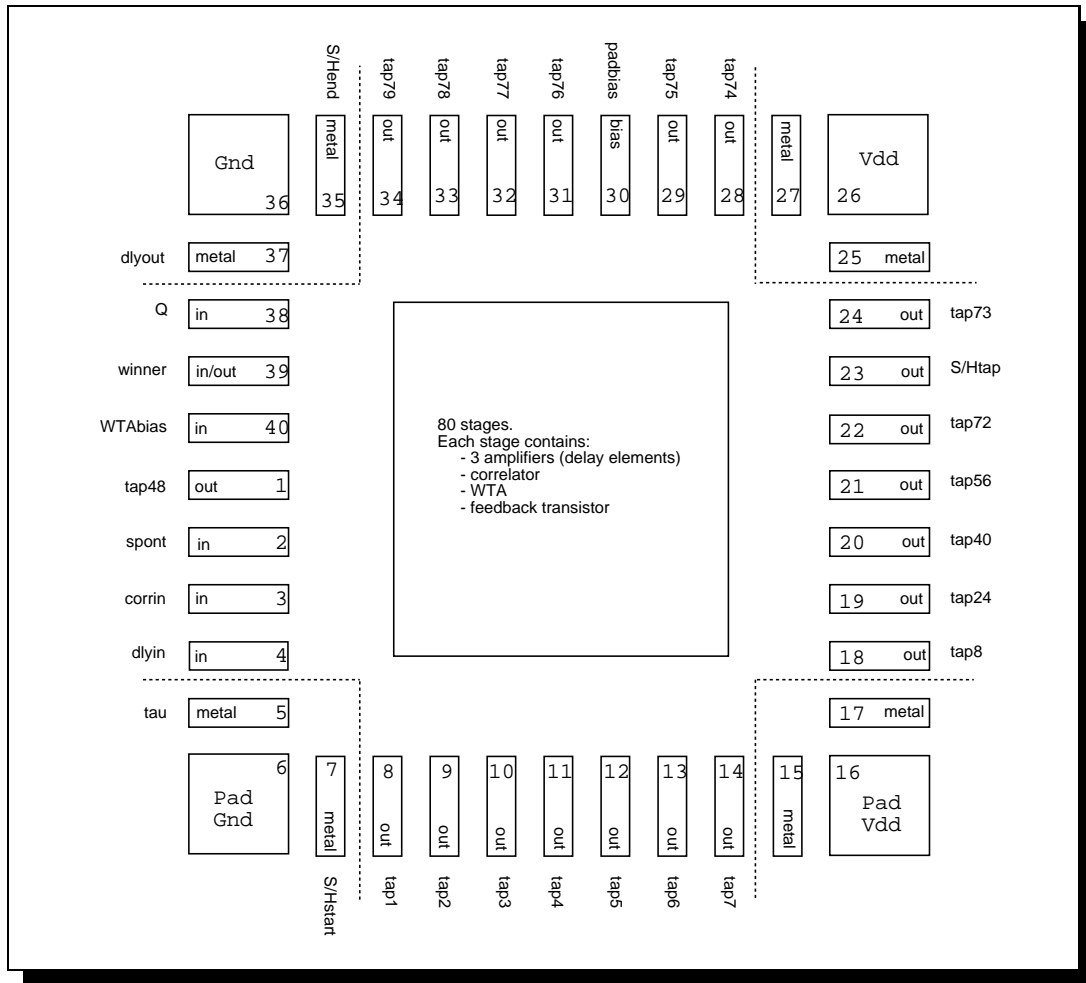 S/Hend
tap79
tap78
tap77
tap76
padbias
tap75
tap74
metal
out
out
out
out
bias
out
out
metal
Gnd
Vdd
36
35
34
33
32
31
30
29
28
27
26
dlyout
metal 37
25 metal
Q
in 38
24 out
tap73
winner
in/out 39
23 out
S/Htap
WTAbias
in 40
22 out
tap72
tap48
out 1
21 out
tap56
spont
in 2
20 out
tap40
corrin
in 3
19 out
tap24
dlyin
in 4
18 out
tap8
80 stages.
Each stage contains:
- 3 amplifiers (delay elements)
- correlator
- WTA
- feedback transistor
tau
metal 5
17 metal
6
7
8
9
10
11
12
13
14
15
16
Pad
Gnd
Pad
Vdd
metal
out
out
out
out
out
out
out
metal
S/Hstart
tap1
tap2
tap3
tap4
tap5
tap6
tap7